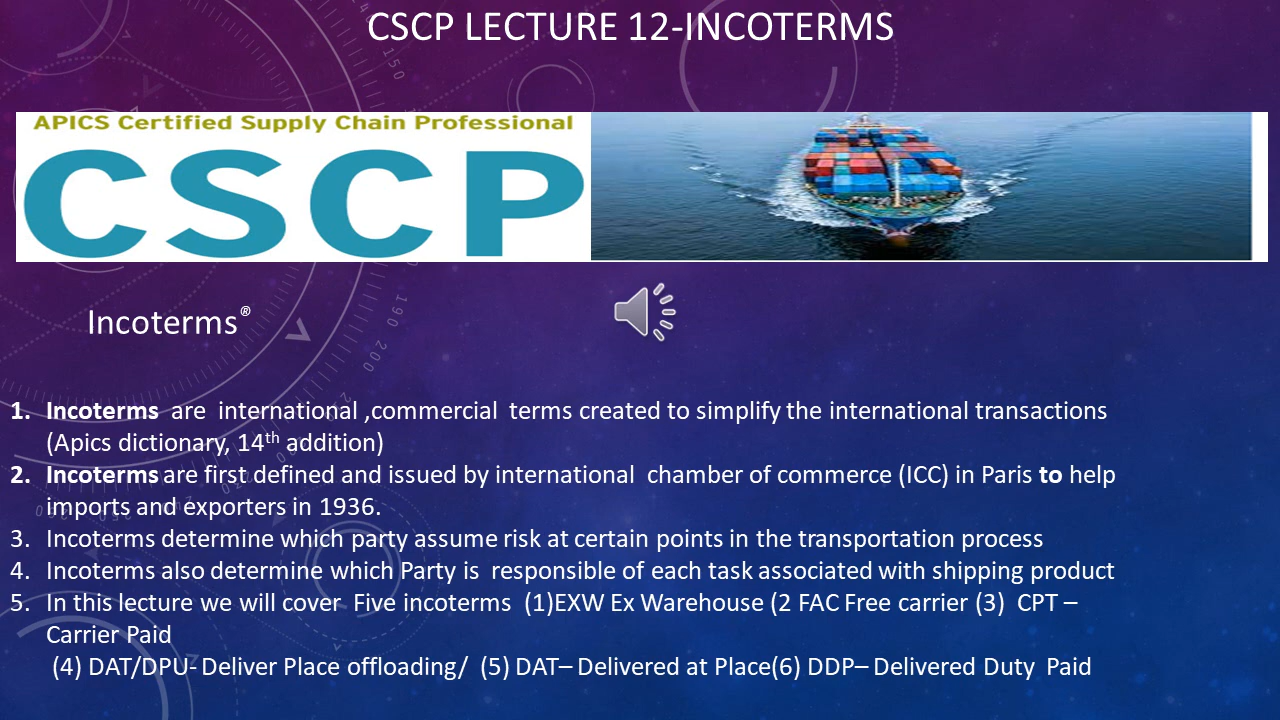 CSCP LECTURE 12-INCOTERMS
APICS Certified Supply Chain Professional
CSCP
Incoterms®
1. Incoterms are international ,commercial terms created to simplify the international transactions
(Apics dictionary, 14th addition)
2. Incoterms are first defined and issued by international chamber of commerce (ICC) in Paris to help
imports and exporters in 1936.
3. Incoterms determine which party assume risk at certain points in the transportation process
4. Incoterms also determine which Party is responsible of each task associated with shipping product
5. In this lecture we will cover Five incoterms (1)EXW Ex Warehouse (2 FAC Free carrier (3) CPT –
Carrier Paid
(4) DAT/DPU- Deliver Place offloading/ (5) DAT– Delivered at Place(6) DDP– Delivered Duty Paid
150
190 200